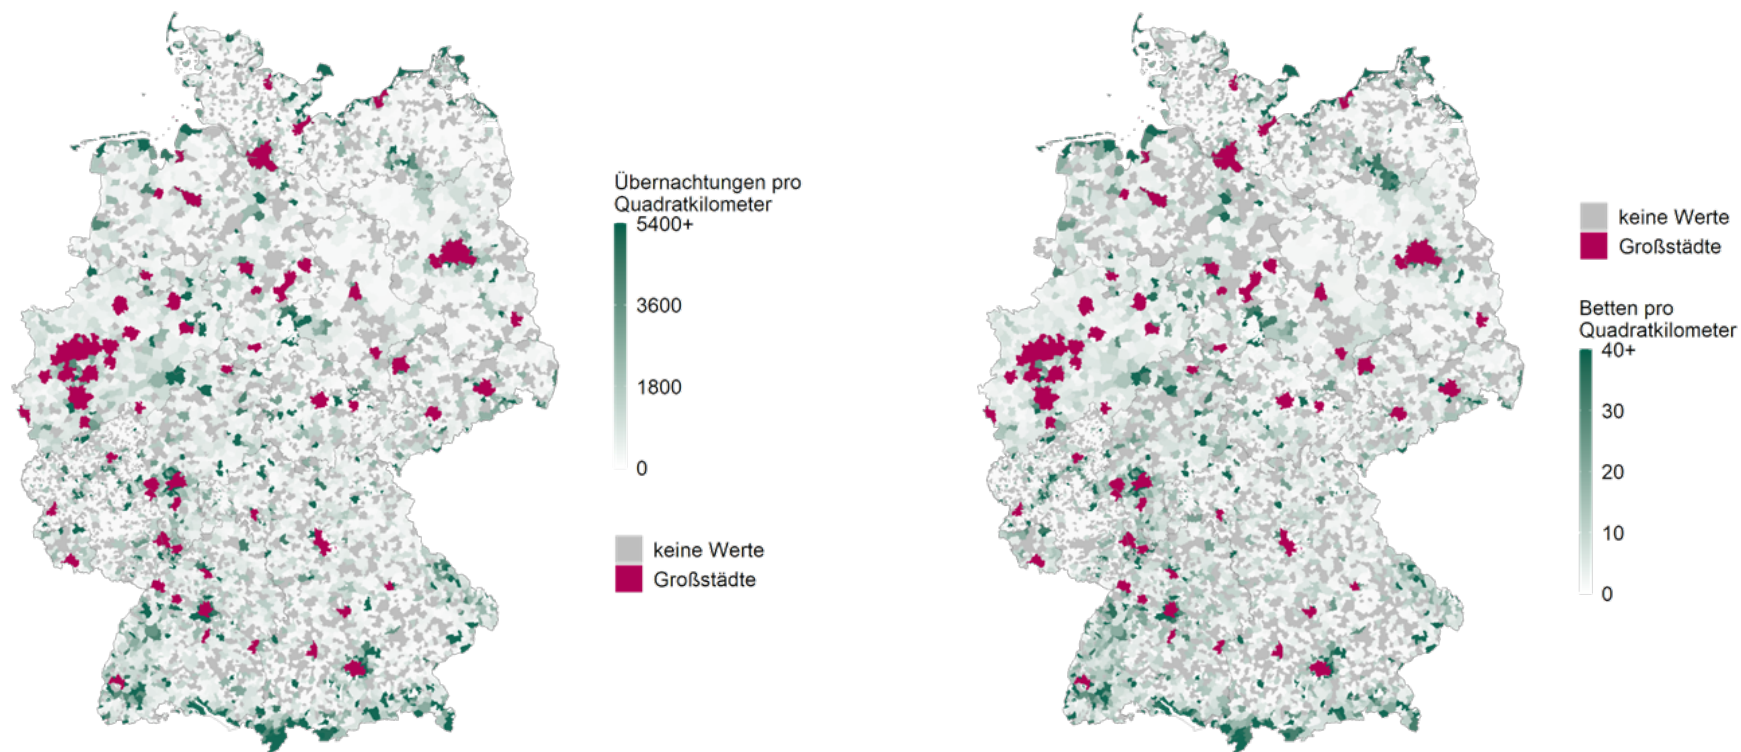 Übernachtungen pro
Quadratkilometer
5400+
3600
1800
0
keine Werte
Großstädte
keine Werte
Großstädte
Betten pro
Quadratkilometer
40+
30
20
10
0